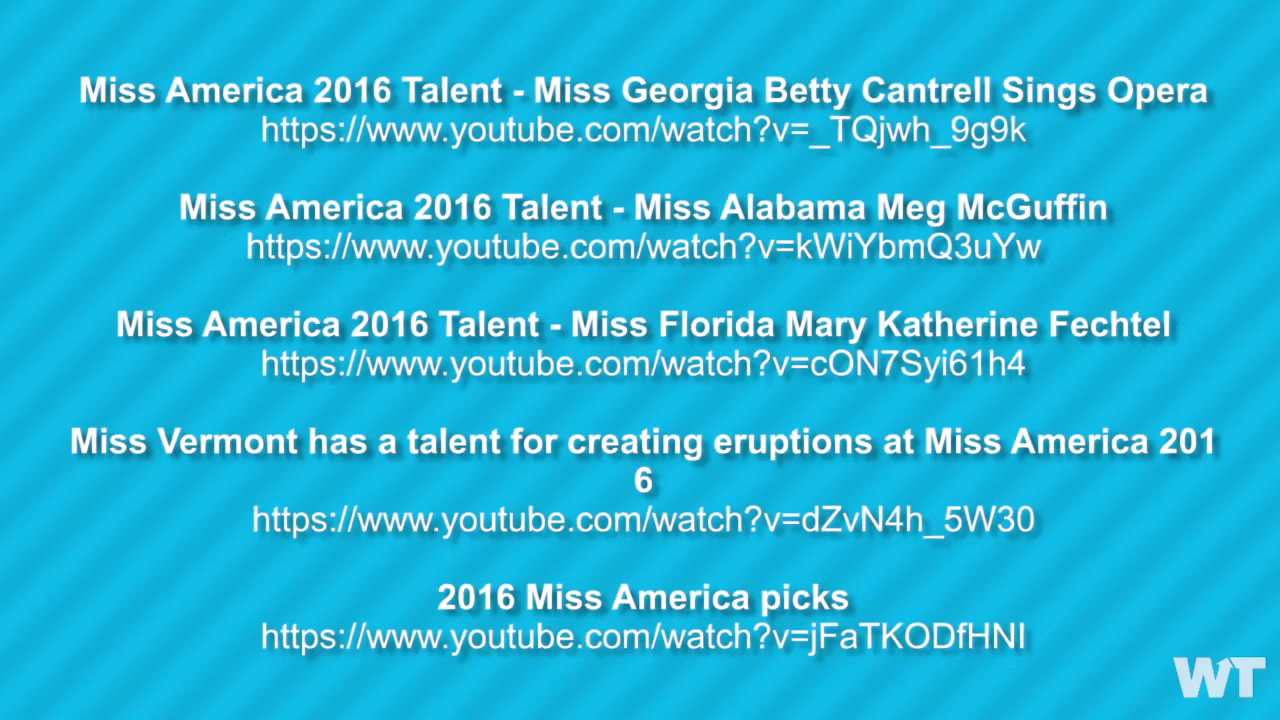 Miss America 2016 Talent - Miss Georgia Betty Cantrell Sings Opera
https://www.youtube.com/watch?v=_TQjwh_9g9k
Miss America 2016 Talent - Miss Alabama Meg McGuffin
https://www.youtube.com/watch?v=kWiYbmQ3uYw
Miss America 2016 Talent - Miss Florida Mary Katherine Fechtel
https://www.youtube.com/watch?v=cON7Syi61h4
Miss Vermont has a talent for creating eruptions at Miss America 201
6
https://www.youtube.com/watch?v=dZvN4h_5W30
2016 Miss America picks
https://www.youtube.com/watch?v=jFaTKODfHNI
WT